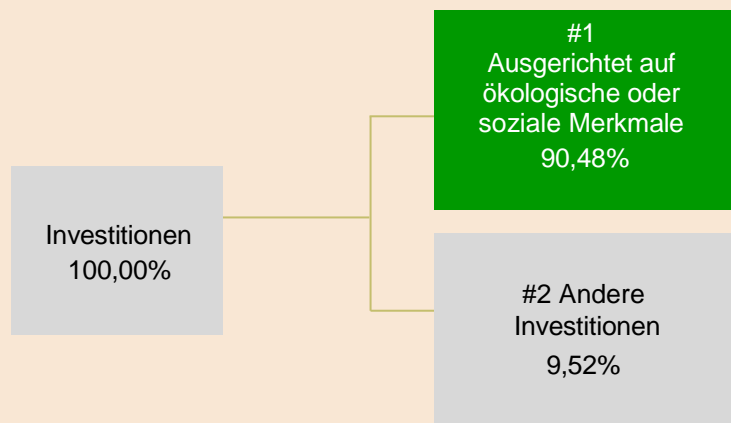 Investitionen
100,00%
#1
Ausgerichtet auf
ökologische oder
soziale Merkmale
90,48%
#2 Andere
Investitionen
9,52%